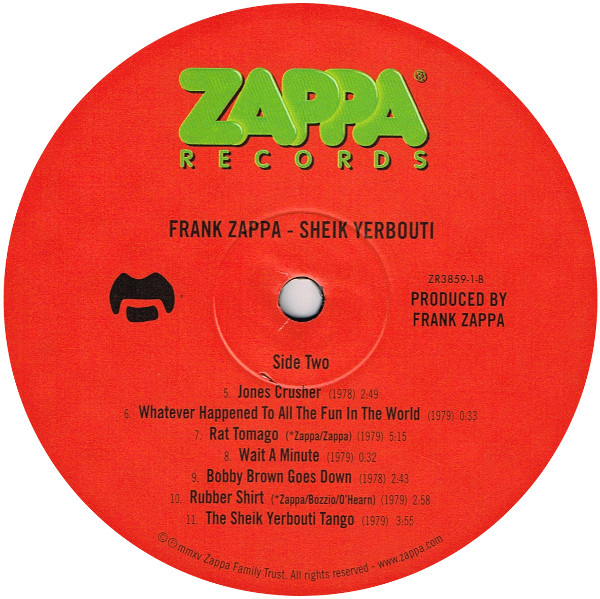 ZAPPA®
RECORDS
FRANK ZAPPA - SHEIK YERBOUTI
ZR3859-1-B
PRODUCED BY
FRANK ZAPPA
Side Two
5. Jones Crusher (1978) 2:49
6. Whatever Happened To All The Fun In The World (1979) 0:33
7. Rat Tomago (*Zappa/Zappa) (1979) 5:15
8. Wait A Minute (1979) 0:32
9. Bobby Brown Goes Down (1978) 2:43
10. Rubber Shirt (*Zappa/Bozzio/O'Hearn) (1979) 2:58
11. The Sheik Yerbouti Tango (1979) 3:55
©℗ mmxv Zappa Family Trust. All rights reserved - www.zappa.com